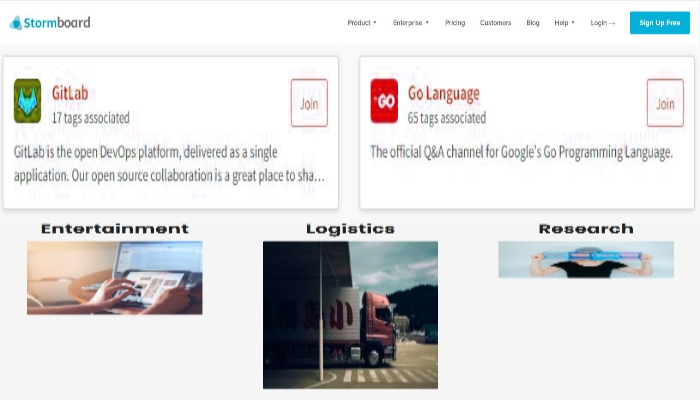 Stormboard
Product
Enterprise
Pricing
Customers
Blog
Help
Login →
Sign Up Free
GitLab
17 tags associated
Join
GitLab is the open DevOps platform, delivered as a single
application. Our open source collaboration is a great place to sha...
GO
Go Language
65 tags associated
Join
The official Q&A channel for Google's Go Programming Language.
Entertainment
Logistics
Research